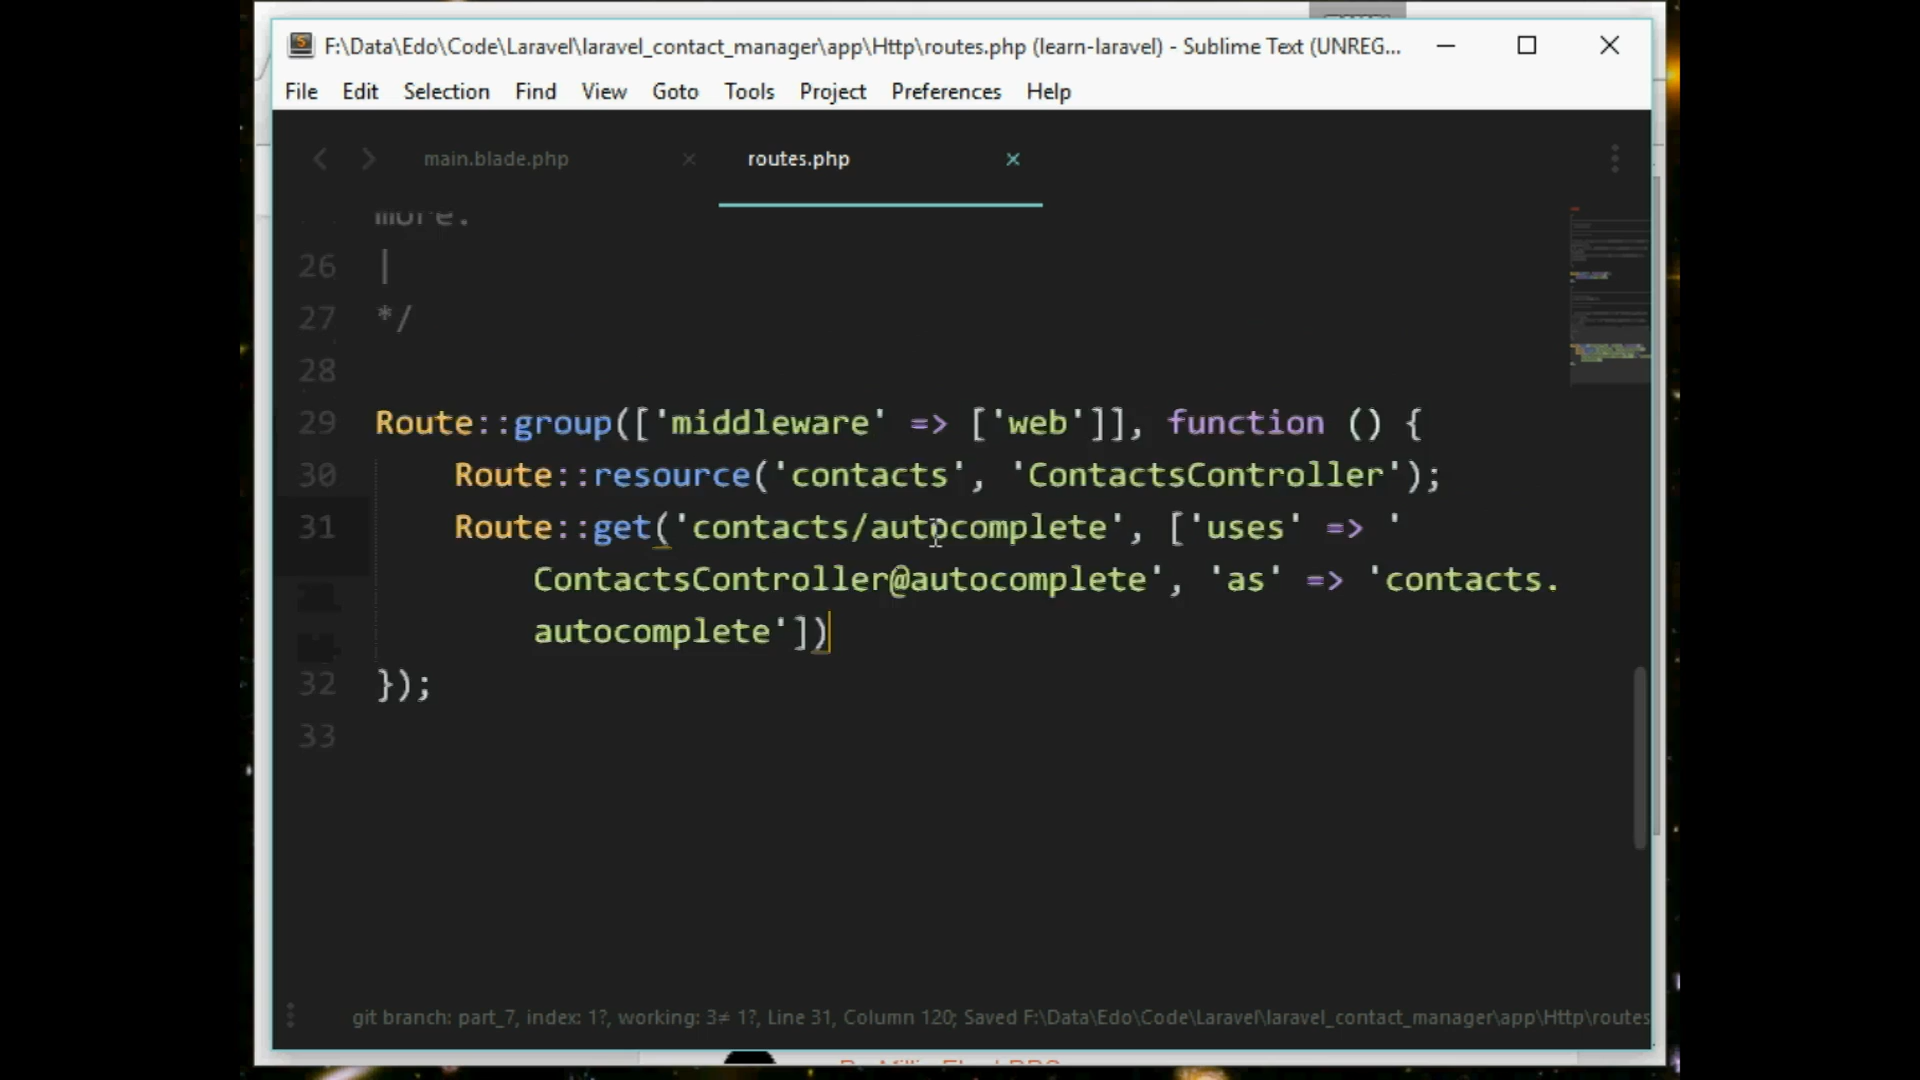 F:\Data\Edo\Code\Laravel\laravel_contact_manager\app\Http\routes.php (learn-laravel) - Sublime Text (UNREG...
File Edit Selection Find View Goto Tools Project Preferences Help
main.blade.php routes.php
more.
26 |
27 */
28
29 Route::group(['middleware' => ['web']], function () {
30 Route::resource('contacts', 'ContactsController');
31 Route::get('contacts/autocomplete', ['uses' => '
ContactsController@autocomplete', 'as' => 'contacts.
autocomplete'])
32 });
33
git branch: part_7, index: 1?, working: 3≠ 1?, Line 31, Column 120; Saved F:\Data\Edo\Code\Laravel\laravel_contact_manager\app\Http\routes